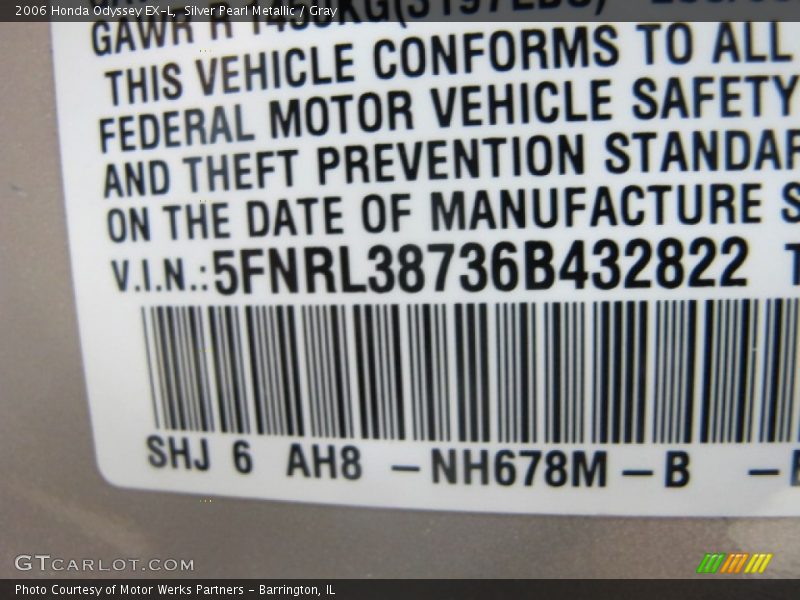 2006 Honda Odyssey EX-L, Silver Pearl Metallic / Gray
GAWR R
THIS VEHICLE CONFORMS TO ALL
FEDERAL MOTOR VEHICLE SAFETY
AND THEFT PREVENTION STANDAR
ON THE DATE OF MANUFACTURE S
V.I.N.:5FNRL38736B432822 T
SHJ 6 AH8 -NH678M-B -
GTCARLOT.COM
Photo Courtesy of Motor Werks Partners - Barrington, IL